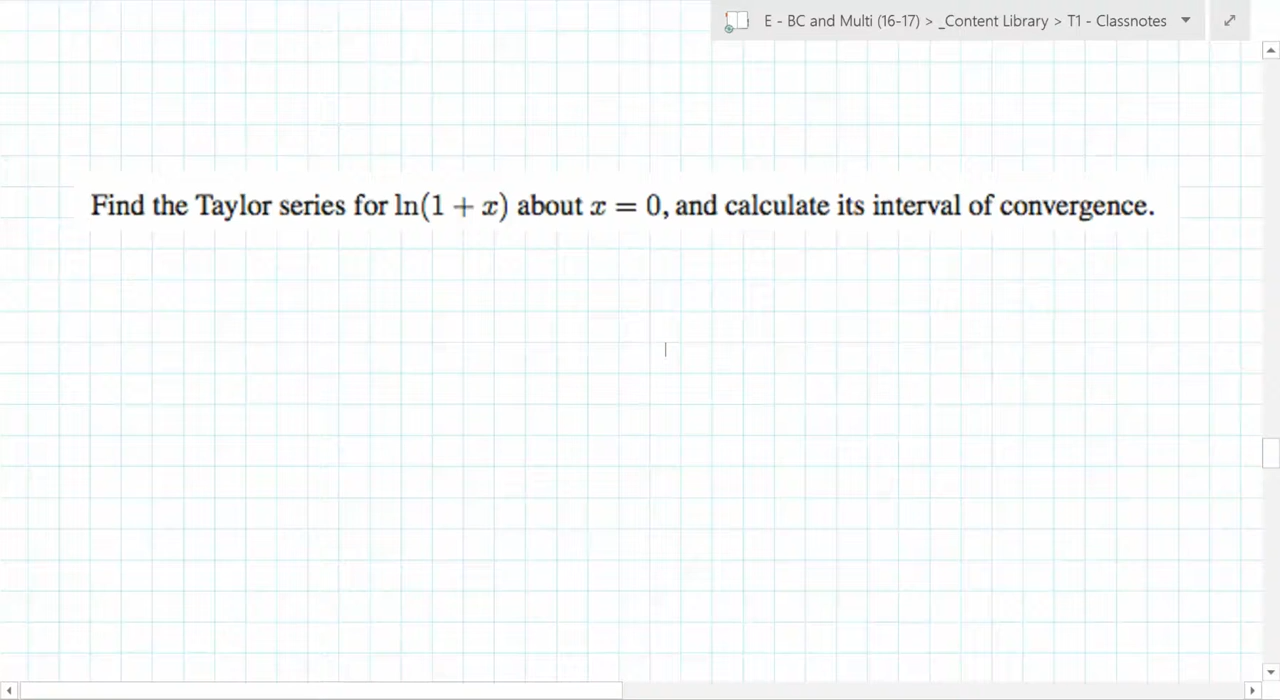 E - BC and Multi (16-17) > _Content Library > T1 - Classnotes
Find the Taylor series for ln(1 + x) about x = 0, and calculate its interval of convergence.